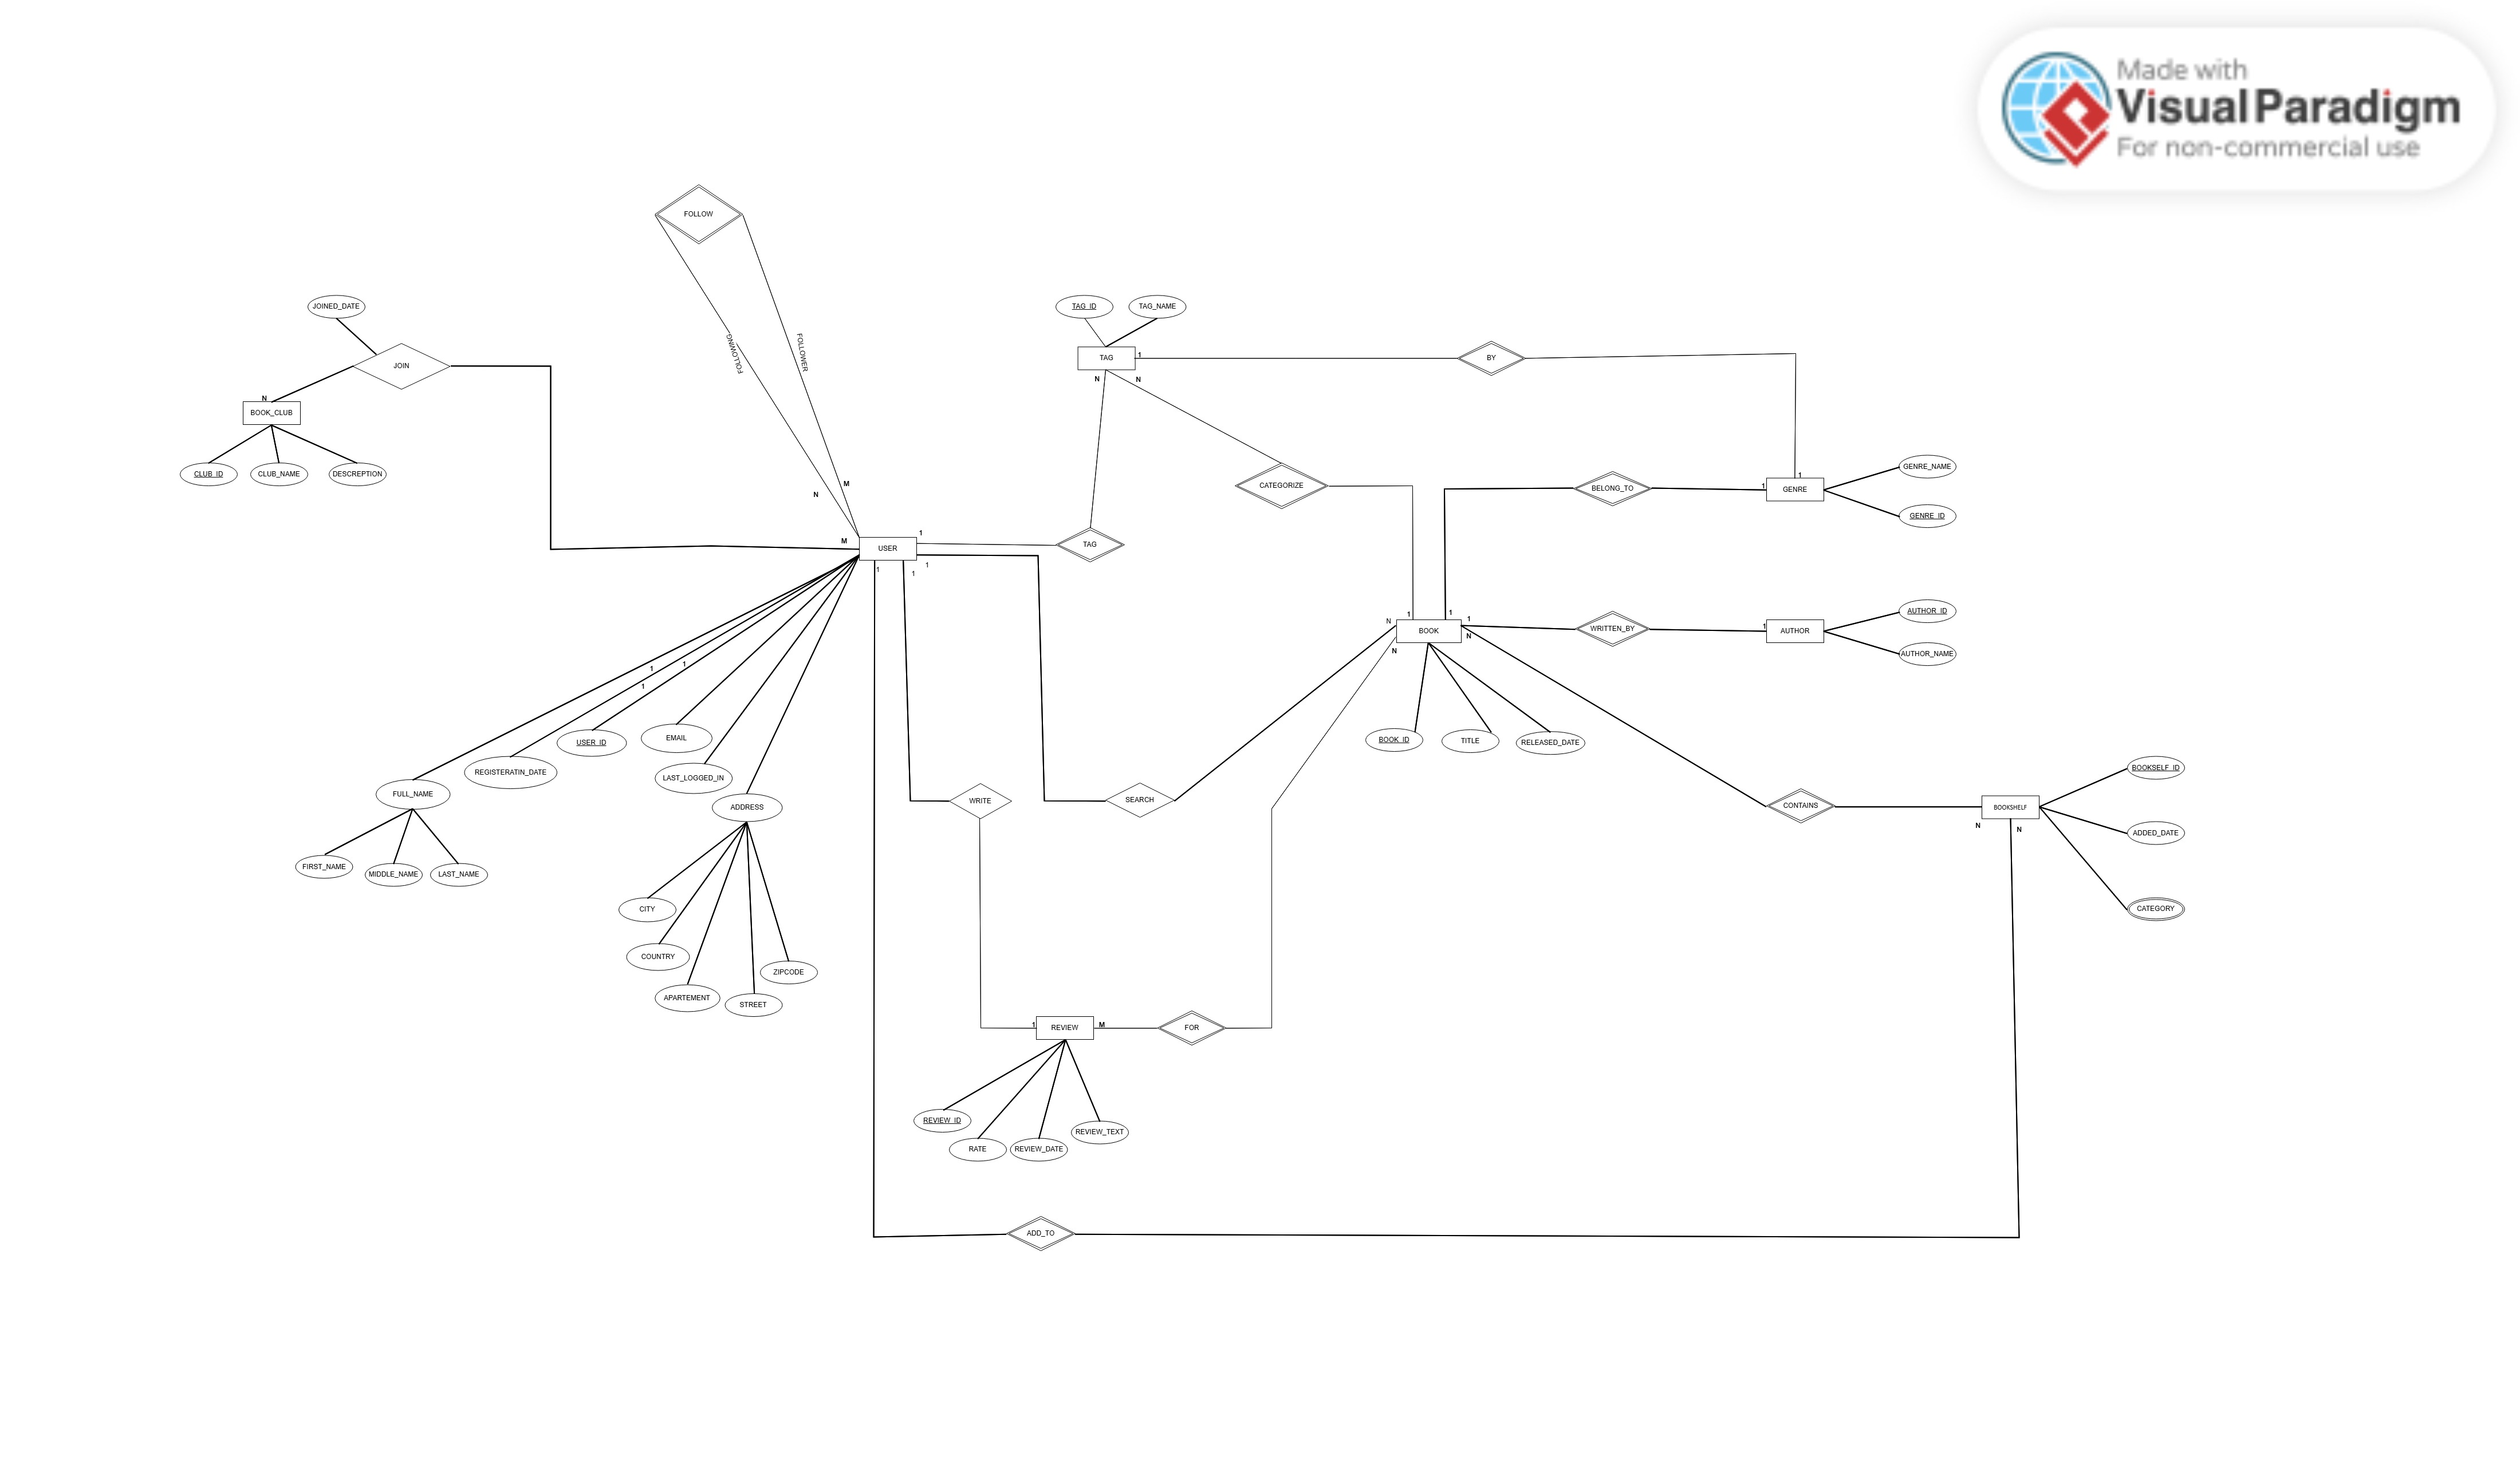 Made with
Visual Paradigm
For non-commercial use
FOLLOW
JOINED_DATE
TAG_ID
TAG_NAME
FOLLOWING
FOLLOWER
JOIN
TAG
1
BY
N
N
N
BOOK_CLUB
CLUB_ID
CLUB_NAME
DESCREPTION
GENRE_NAME
CATEGORIZE
BELONG_TO
1
1
GENRE
GENRE_ID
N
M
M
USER
1
TAG
1
1
1
AUTHOR_ID
N
1
1
1
BOOK
N
N
WRITTEN_BY
1
AUTHOR
AUTHOR_NAME
1
1
1
EMAIL
USER_ID
REGISTERATIN_DATE
LAST_LOGGED_IN
FULL_NAME
ADDRESS
BOOK_ID
TITLE
RELEASED_DATE
BOOKSELF_ID
WRITE
SEARCH
CONTAINS
BOOKSHELF
N
N
ADDED_DATE
FIRST_NAME
MIDDLE_NAME
LAST_NAME
CITY
COUNTRY
APARTEMENT
STREET
ZIPCODE
CATEGORY
1
REVIEW
M
FOR
REVIEW_ID
RATE
REVIEW_DATE
REVIEW_TEXT
ADD_TO